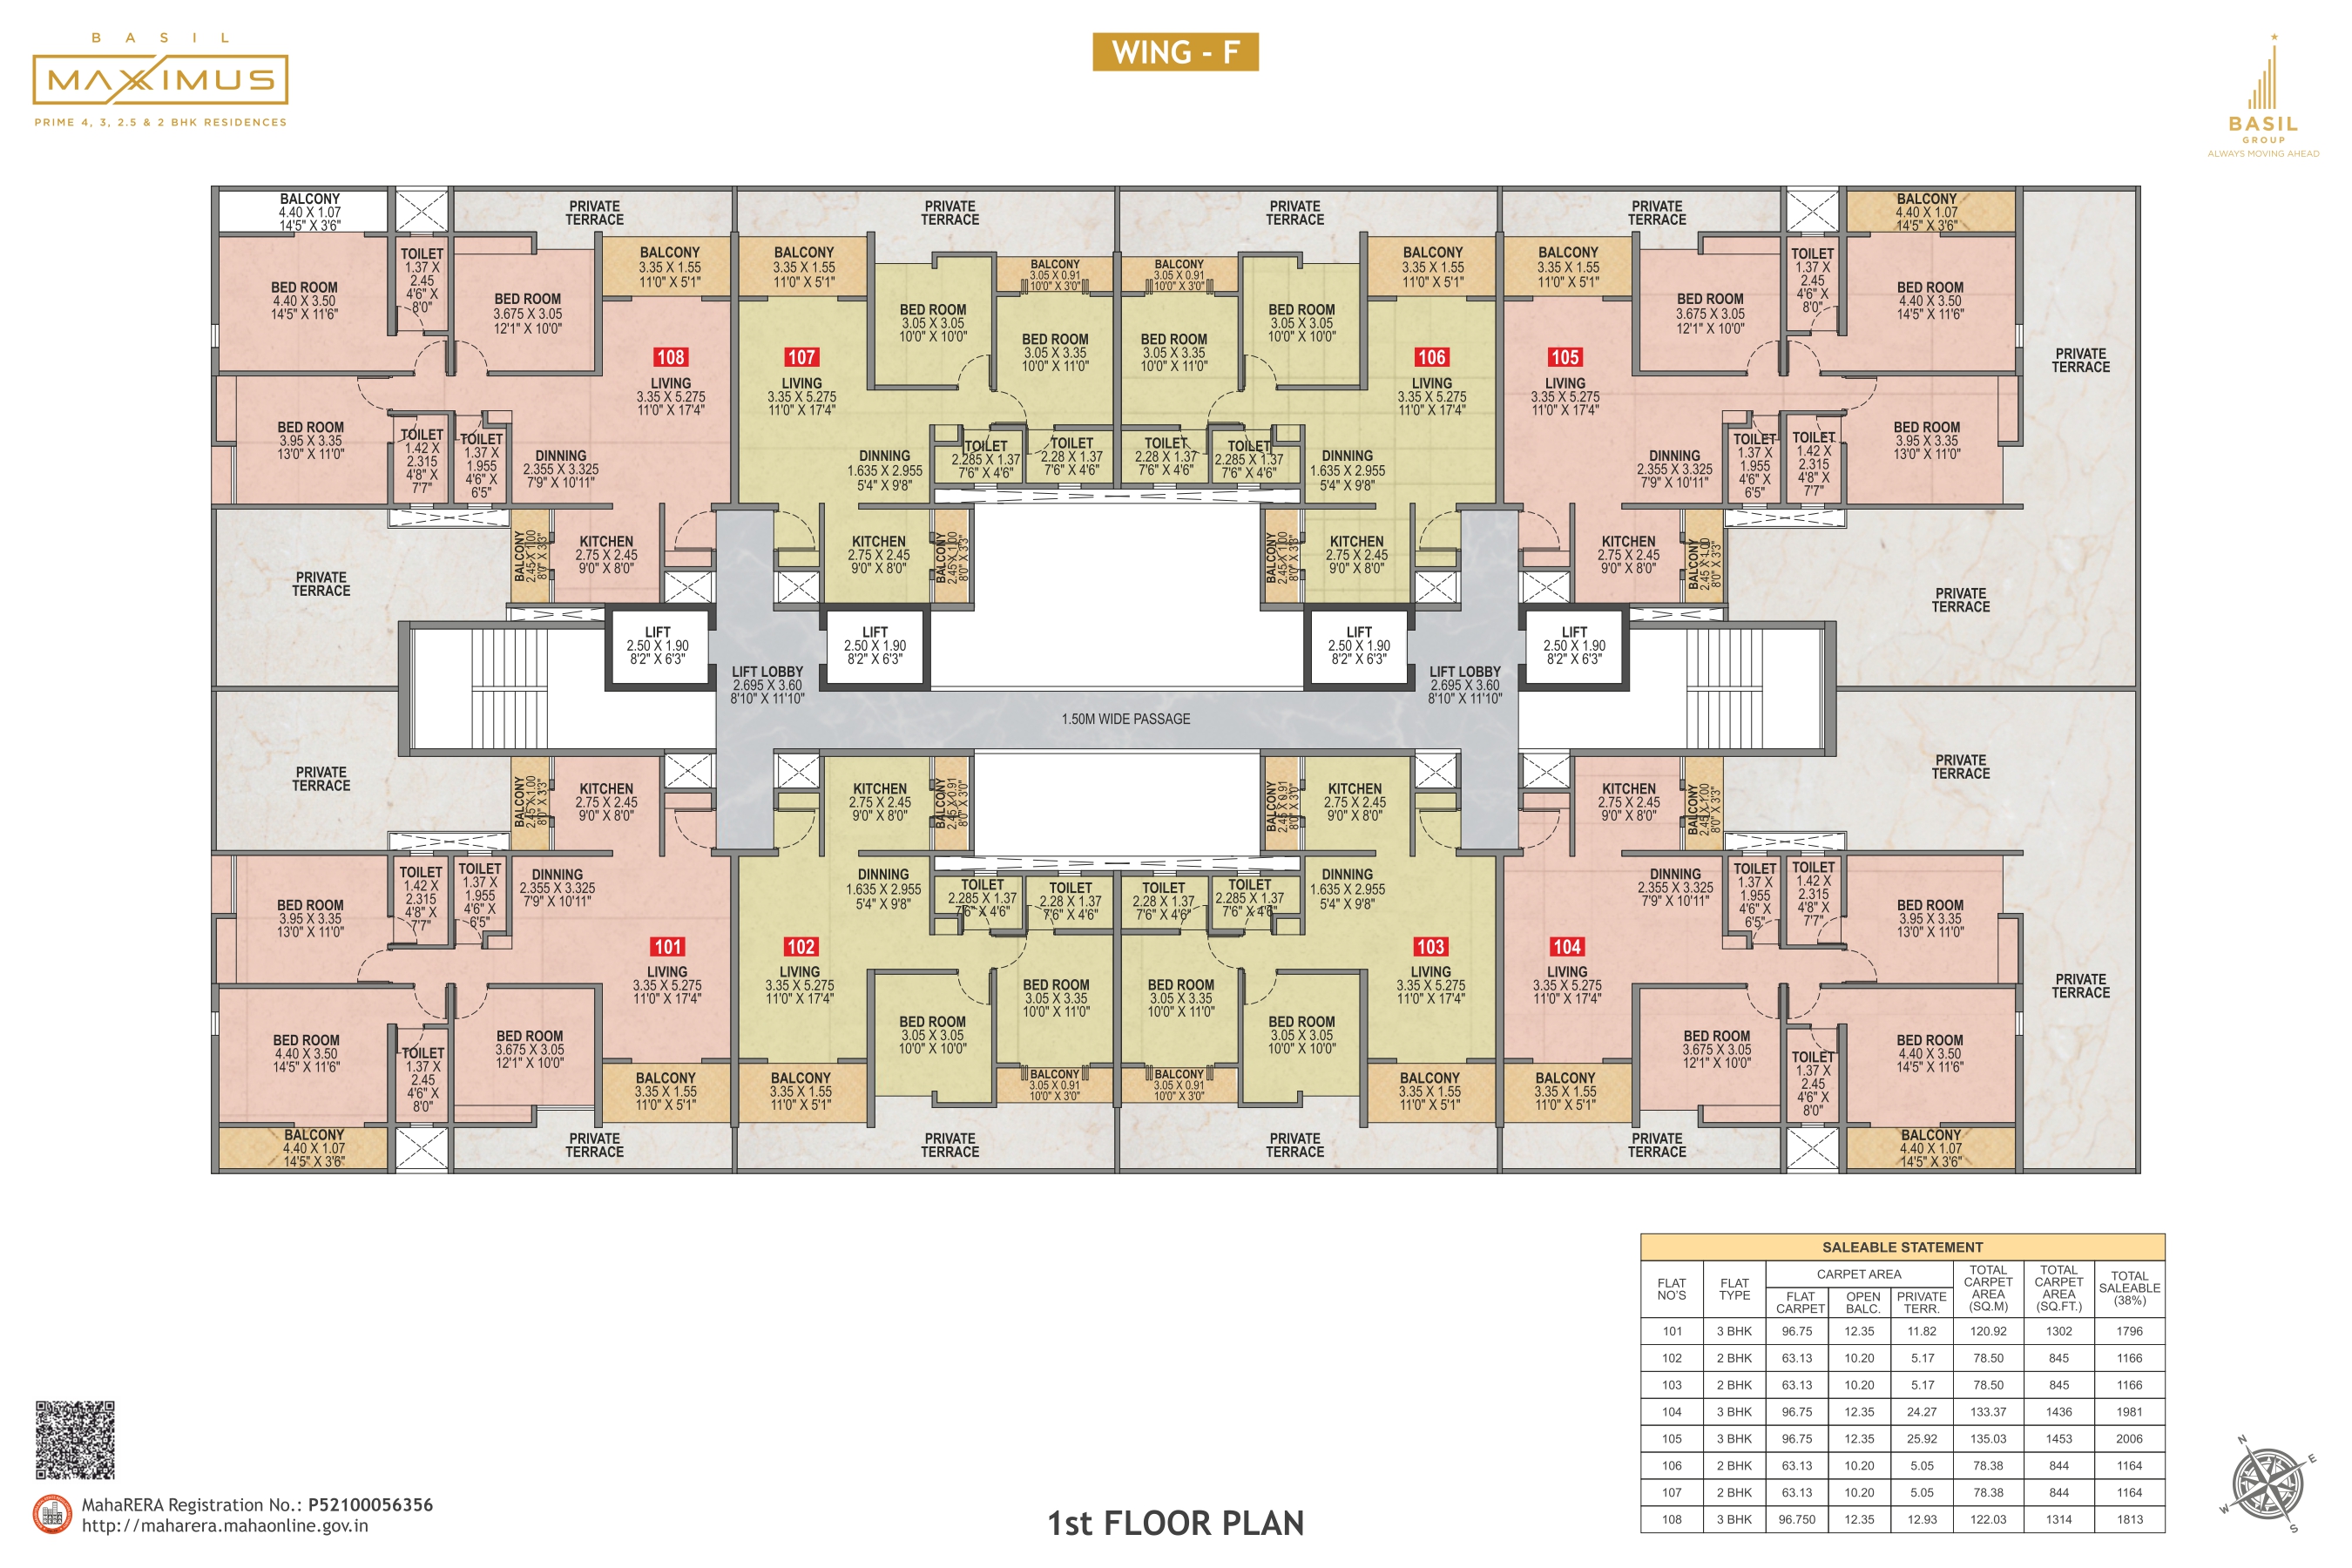 BASIL
MAXXIMUS
PRIME 4, 3, 2.5 & 2 BHK RESIDENCES
WING - F
BASIL
GROUP
ALWAYS MOVING AHEAD
BALCONY
4.40 X 1.07
14'5" X 3'6"
PRIVATE
TERRACE
PRIVATE
TERRACE
PRIVATE
TERRACE
PRIVATE
TERRACE
BALCONY
4.40 X 1.07
14'5" X 3'6"
BED ROOM
4.40 X 3.50
14'5" X 11'6"
TOILET
1.37 X
2.45
4'6" X
8'0"
BED ROOM
3.675 X 3.05
12'1" X 10'0"
BALCONY
3.35 X 1.55
11'0" X 5'1"
BALCONY
3.35 X 1.55
11'0" X 5'1"
BED ROOM
3.05 X 3.05
10'0" X 10'0"
BALCONY
3.05 X 0.91
10'0" X 3'0"
BED ROOM
3.05 X 3.35
10'0" X 11'0"
BALCONY
3.05 X 0.91
10'0" X 3'0"
BED ROOM
3.05 X 3.35
10'0" X 11'0"
BED ROOM
3.05 X 3.05
10'0" X 10'0"
BALCONY
3.35 X 1.55
11'0" X 5'1"
BALCONY
3.35 X 1.55
11'0" X 5'1"
BED ROOM
3.675 X 3.05
12'1" X 10'0"
TOILET
1.37 X
2.45
4'6" X
8'0"
BED ROOM
4.40 X 3.50
14'5" X 11'6"
PRIVATE
TERRACE
108
LIVING
3.35 X 5.275
11'0" X 17'4"
107
LIVING
3.35 X 5.275
11'0" X 17'4"
106
LIVING
3.35 X 5.275
11'0" X 17'4"
105
LIVING
3.35 X 5.275
11'0" X 17'4"
BED ROOM
3.95 X 3.35
13'0" X 11'0"
TOILET
1.42 X
2.315
4'8" X
7'7"
TOILET
1.37 X
1.955
4'6" X
6'5"
DINNING
2.355 X 3.325
7'9" X 10'11"
DINNING
1.635 X 2.955
5'4" X 9'8"
TOILET
2.285 X 1.37
7'6" X 4'6"
TOILET
2.28 X 1.37
7'6" X 4'6"
TOILET
2.28 X 1.37
7'6" X 4'6"
TOILET
2.285 X 1.37
7'6" X 4'6"
DINNING
1.635 X 2.955
5'4" X 9'8"
DINNING
2.355 X 3.325
7'9" X 10'11"
TOILET
1.37 X
1.955
4'6" X
6'5"
TOILET
1.42 X
2.315
4'8" X
7'7"
BED ROOM
3.95 X 3.35
13'0" X 11'0"
PRIVATE
TERRACE
BALCONY
2.45 X 1.00
8'0" X 3'3"
KITCHEN
2.75 X 2.45
9'0" X 8'0"
KITCHEN
2.75 X 2.45
9'0" X 8'0"
BALCONY
2.45 X 1.00
8'0" X 3'3"
BALCONY
2.45 X 1.00
8'0" X 3'3"
KITCHEN
2.75 X 2.45
9'0" X 8'0"
KITCHEN
2.75 X 2.45
9'0" X 8'0"
BALCONY
2.45 X 1.00
8'0" X 3'3"
PRIVATE
TERRACE
LIFT
2.50 X 1.90
8'2" X 6'3"
LIFT
2.50 X 1.90
8'2" X 6'3"
LIFT
2.50 X 1.90
8'2" X 6'3"
LIFT
2.50 X 1.90
8'2" X 6'3"
LIFT LOBBY
2.695 X 3.60
8'10" X 11'10"
LIFT LOBBY
2.695 X 3.60
8'10" X 11'10"
1.50M WIDE PASSAGE
PRIVATE
TERRACE
BALCONY
2.45 X 1.00
8'0" X 3'3"
KITCHEN
2.75 X 2.45
9'0" X 8'0"
KITCHEN
2.75 X 2.45
9'0" X 8'0"
BALCONY
2.45 X 0.91
8'0" X 3'0"
BALCONY
2.45 X 0.91
8'0" X 3'0"
KITCHEN
2.75 X 2.45
9'0" X 8'0"
KITCHEN
2.75 X 2.45
9'0" X 8'0"
BALCONY
2.45 X 1.00
8'0" X 3'3"
PRIVATE
TERRACE
BED ROOM
3.95 X 3.35
13'0" X 11'0"
TOILET
1.42 X
2.315
4'8" X
7'7"
TOILET
1.37 X
1.955
4'6" X
6'5"
DINNING
2.355 X 3.325
7'9" X 10'11"
DINNING
1.635 X 2.955
5'4" X 9'8"
TOILET
2.285 X 1.37
7'6" X 4'6"
TOILET
2.28 X 1.37
7'6" X 4'6"
TOILET
2.28 X 1.37
7'6" X 4'6"
TOILET
2.285 X 1.37
7'6" X 4'6"
DINNING
1.635 X 2.955
5'4" X 9'8"
DINNING
2.355 X 3.325
7'9" X 10'11"
TOILET
1.37 X
1.955
4'6" X
6'5"
TOILET
1.42 X
2.315
4'8" X
7'7"
BED ROOM
3.95 X 3.35
13'0" X 11'0"
101
LIVING
3.35 X 5.275
11'0" X 17'4"
102
LIVING
3.35 X 5.275
11'0" X 17'4"
103
LIVING
3.35 X 5.275
11'0" X 17'4"
104
LIVING
3.35 X 5.275
11'0" X 17'4"
PRIVATE
TERRACE
BED ROOM
4.40 X 3.50
14'5" X 11'6"
TOILET
1.37 X
2.45
4'6" X
8'0"
BED ROOM
3.675 X 3.05
12'1" X 10'0"
BALCONY
3.35 X 1.55
11'0" X 5'1"
BALCONY
3.35 X 1.55
11'0" X 5'1"
BED ROOM
3.05 X 3.05
10'0" X 10'0"
BED ROOM
3.05 X 3.35
10'0" X 11'0"
BALCONY
3.05 X 0.91
10'0" X 3'0"
BED ROOM
3.05 X 3.35
10'0" X 11'0"
BALCONY
3.05 X 0.91
10'0" X 3'0"
BED ROOM
3.05 X 3.05
10'0" X 10'0"
BALCONY
3.35 X 1.55
11'0" X 5'1"
BALCONY
3.35 X 1.55
11'0" X 5'1"
BED ROOM
3.675 X 3.05
12'1" X 10'0"
TOILET
1.37 X
2.45
4'6" X
8'0"
BED ROOM
4.40 X 3.50
14'5" X 11'6"
BALCONY
4.40 X 1.07
14'5" X 3'6"
PRIVATE
TERRACE
PRIVATE
TERRACE
PRIVATE
TERRACE
PRIVATE
TERRACE
BALCONY
4.40 X 1.07
14'5" X 3'6"
SALEABLE STATEMENT
FLAT NO'S FLAT TYPE CARPET AREA TOTAL CARPET AREA (SQ.M) TOTAL CARPET AREA (SQ.FT.) TOTAL SALEABLE (38%)
FLAT CARPET OPEN BALC. PRIVATE TERR.
101 3 BHK 96.75 12.35 11.82 120.92 1302 1796
102 2 BHK 63.13 10.20 5.17 78.50 845 1166
103 2 BHK 63.13 10.20 5.17 78.50 845 1166
104 3 BHK 96.75 12.35 24.27 133.37 1436 1981
105 3 BHK 96.75 12.35 25.92 135.03 1453 2006
106 2 BHK 63.13 10.20 5.05 78.38 844 1164
107 2 BHK 63.13 10.20 5.05 78.38 844 1164
108 3 BHK 96.750 12.35 12.93 122.03 1314 1813
MahaRERA Registration No.: P52100056356
http://maharera.mahaonline.gov.in
1st FLOOR PLAN
N
E
W
S